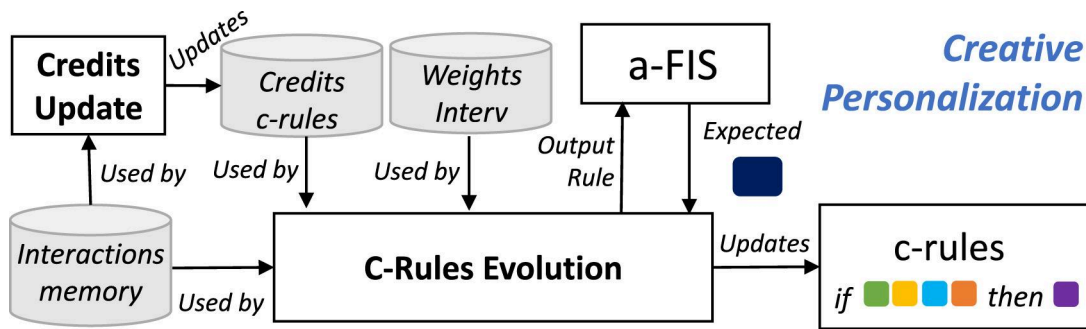 Credits
Update
Updates
Credits
c-rules
Weights
Interv
a-FIS
Creative
Personalization
Used by
Used by
Used by
Output
Rule
Expected
Interactions
memory
Used by
C-Rules Evolution
Updates
c-rules
if then